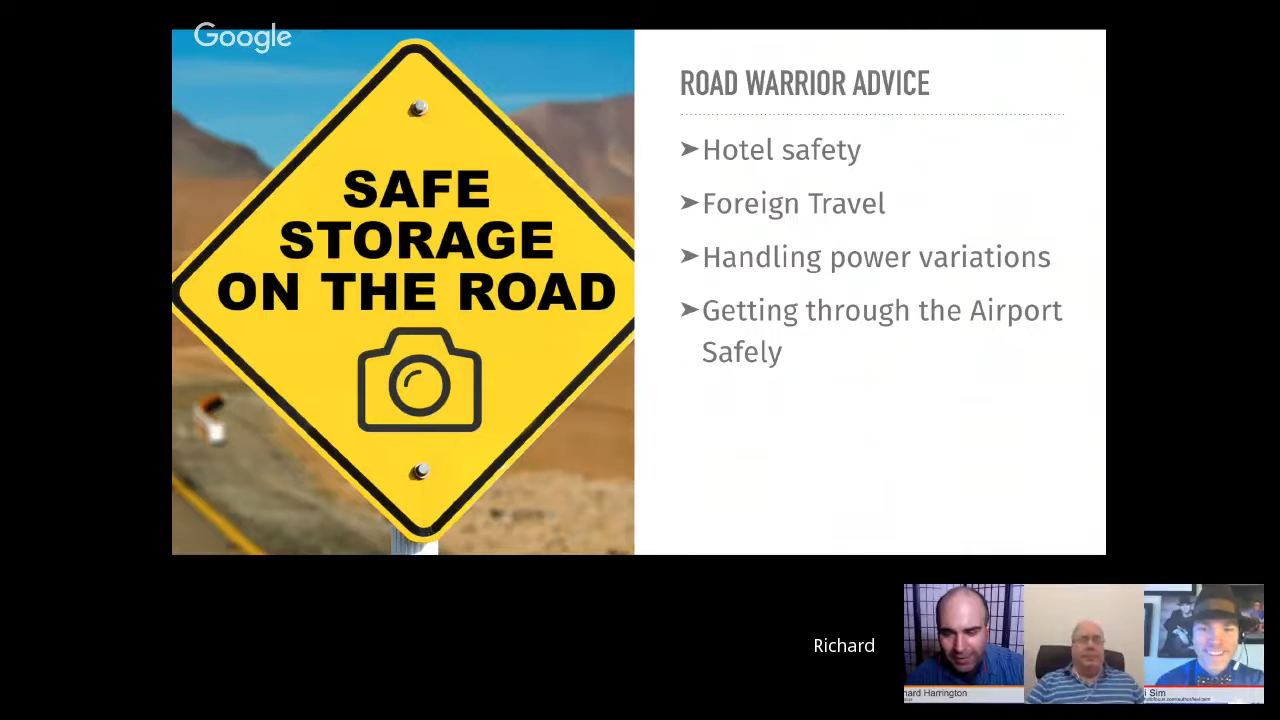 Google
SAFE
STORAGE
ON THE ROAD
ROAD WARRIOR ADVICE
➤Hotel safety
➤Foreign Travel
➤Handling power variations
➤Getting through the Airport
Safely
Richard
hard Harrington
i Sim